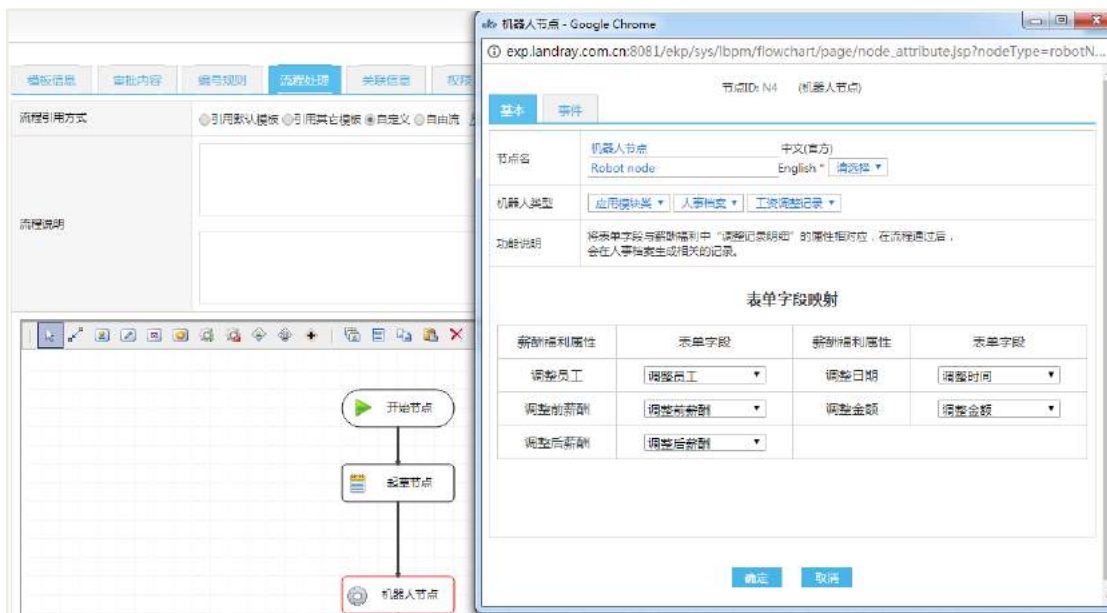 机器人节点 - Google Chrome
exp.landray.com.cn:8081/ekp/sys/lbpm/flowchart/page/node_attribute.jsp?nodeType=robotN...
模板信息 审批内容 编号规则 流程处理 关联信息 权限
流程引用方式 引用默认模板 引用其它模板 自定义 自由流
流程说明
开始节点
起草节点
机器人节点
节点ID: N4 (机器人节点)
基本 事件
节点名 机器人节点 中文(官方)
Robot node English * 请选择
机器人类型 应用模块类 人事档案 工资调整记录
功能说明 将表单字段与薪酬福利中“调整记录明细”的属性相对应，在流程通过后，
会在人事档案生成相关的记录。
表单字段映射
薪酬福利属性 表单字段 薪酬福利属性 表单字段
调整员工 调整员工 调整日期 调整时间
调整前薪酬 调整前薪酬 调整金额 调整金额
调整后薪酬 调整后薪酬
确定 取消